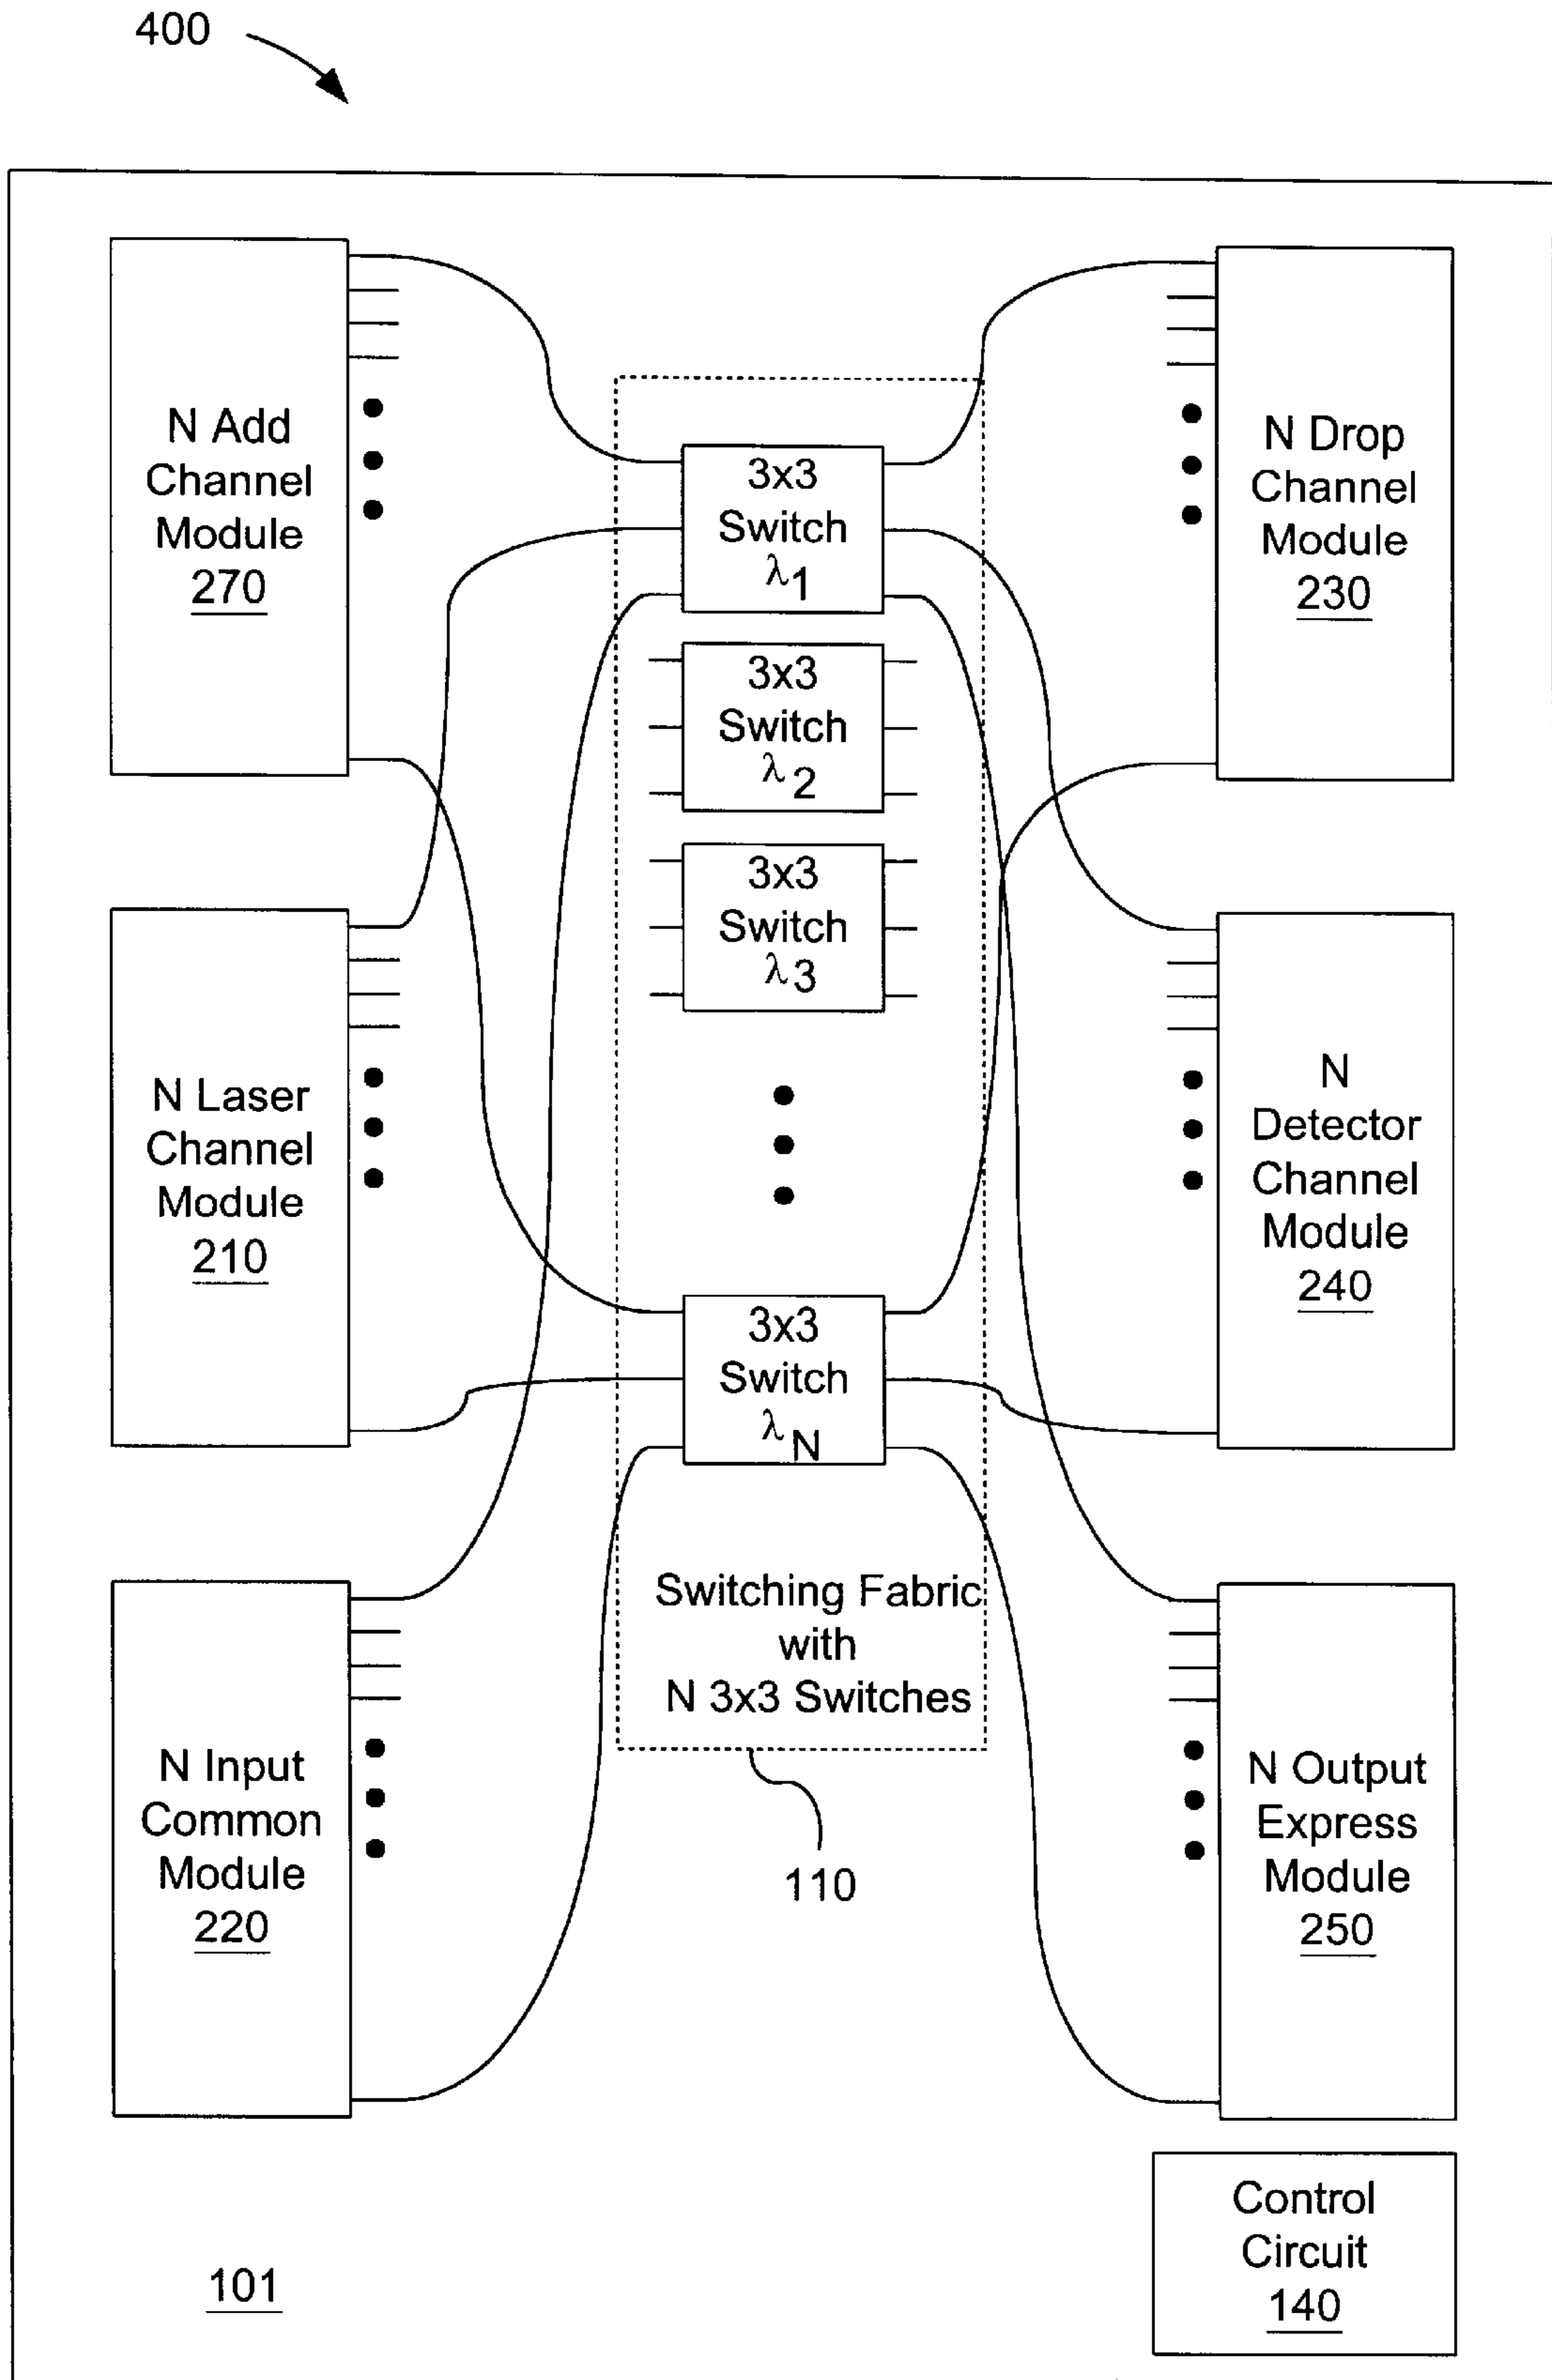 400
N Add
Channel
Module
270
N Laser
Channel
Module
210
N Input
Common
Module
220
3x3
Switch
λ1
3x3
Switch
λ2
3x3
Switch
λ3
3x3
Switch
λN
Switching Fabric
with
N 3x3 Switches
110
N Drop
Channel
Module
230
N
Detector
Channel
Module
240
N Output
Express
Module
250
Control
Circuit
140
101